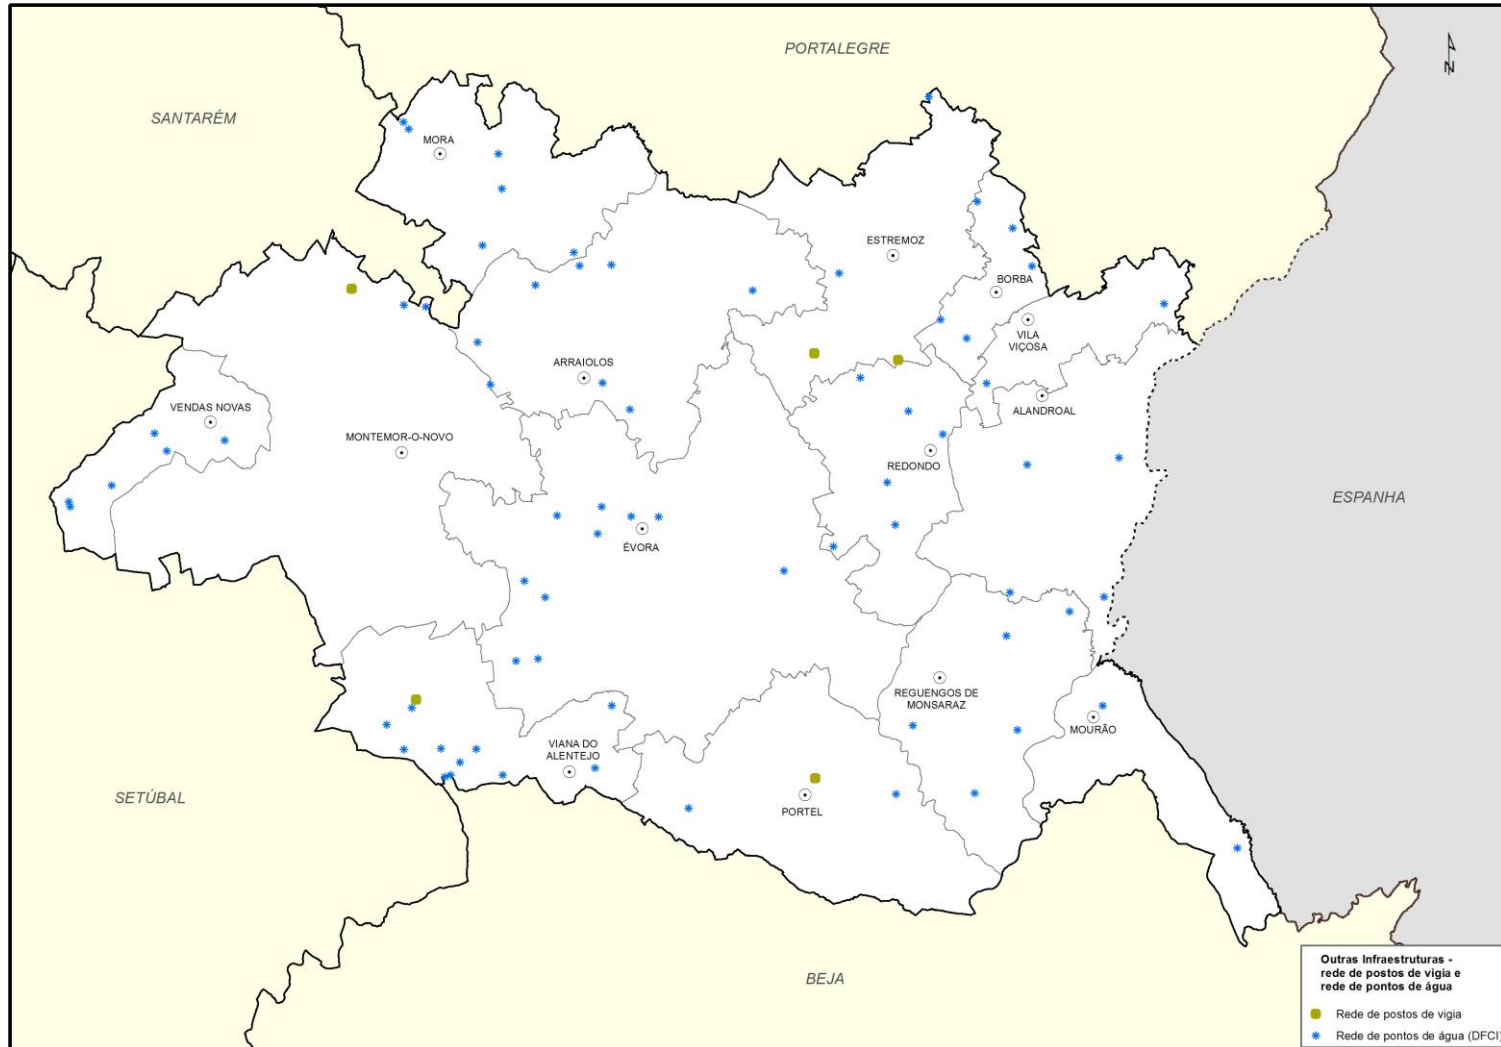 PORTALEGRE
SANTARÉM
MORA
ESTREMOZ
BORBA
VILA
VIÇOSA
ARRAIOLOS
ALANDROAL
VENDAS NOVAS
MONTEMOR-O-NOVO
REDONDO
ESPANHA
ÉVORA
REGUENGOS DE
MONSARAZ
MOURÃO
VIANA DO
ALENTEJO
SETÚBAL
PORTEL
BEJA
N
Outras Infraestruturas -
rede de postos de vigia e
rede de pontos de água
Rede de postos de vigia
Rede de pontos de água (DFCI)